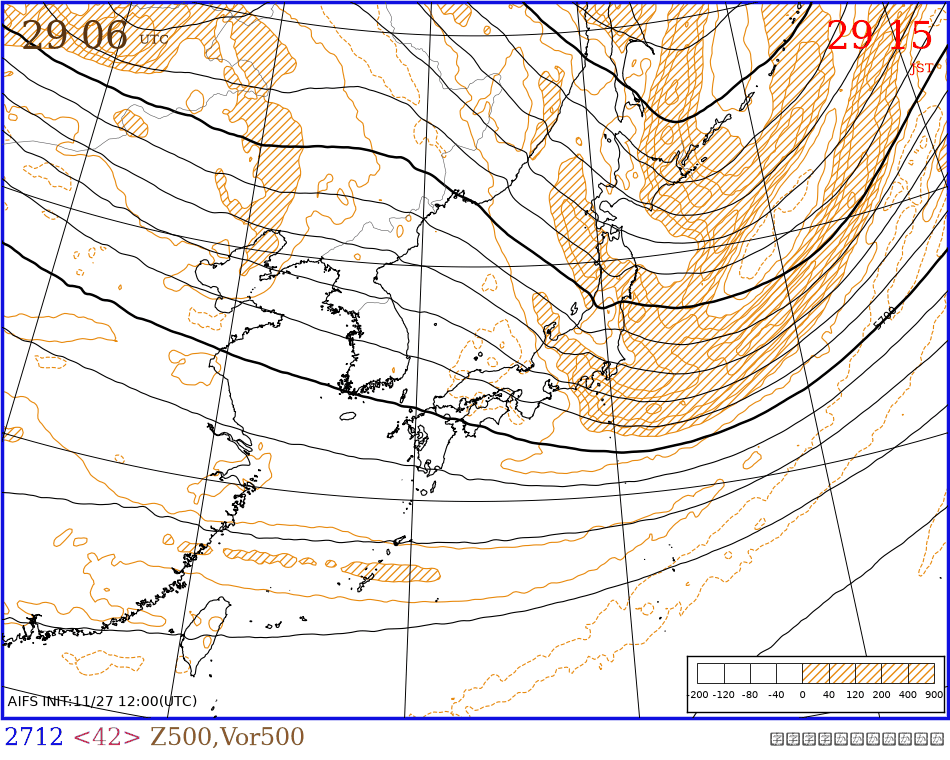 29 06 UTC
29 15
JST
5700
-200 -120 -80 -40 0 40 120 200 400 900
AIFS INIT:11/27 12:00(UTC)
2712 <42> Z500,Vor500